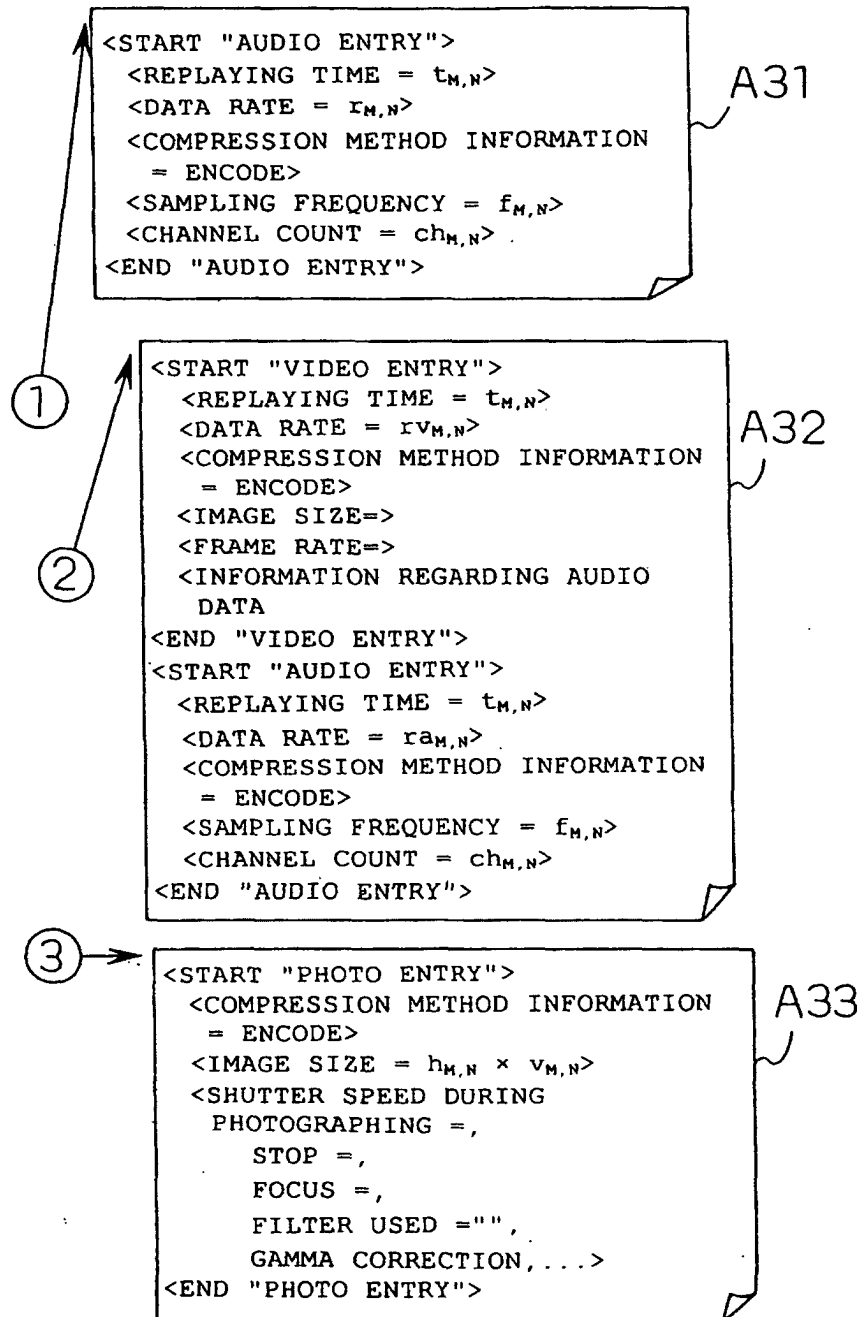 <START "AUDIO ENTRY">
<REPLAYING TIME = tM,N>
<DATA RATE = rM,N>
<COMPRESSION METHOD INFORMATION
= ENCODE>
<SAMPLING FREQUENCY = fM,N>
<CHANNEL COUNT = chM,N>
<END "AUDIO ENTRY">
A31
1
<START "VIDEO ENTRY">
<REPLAYING TIME = tM,N>
<DATA RATE = rvM,N>
<COMPRESSION METHOD INFORMATION
= ENCODE>
<IMAGE SIZE=>
<FRAME RATE=>
<INFORMATION REGARDING AUDIO
DATA
<END "VIDEO ENTRY">
<START "AUDIO ENTRY">
<REPLAYING TIME = tM,N>
<DATA RATE = raM,N>
<COMPRESSION METHOD INFORMATION
= ENCODE>
<SAMPLING FREQUENCY = fM,N>
<CHANNEL COUNT = chM,N>
<END "AUDIO ENTRY">
A32
2
3
<START "PHOTO ENTRY">
<COMPRESSION METHOD INFORMATION
= ENCODE>
<IMAGE SIZE = hM,N × vM,N>
<SHUTTER SPEED DURING
PHOTOGRAPHING =,
STOP =,
FOCUS =,
FILTER USED ="",
GAMMA CORRECTION,...>
<END "PHOTO ENTRY">
A33